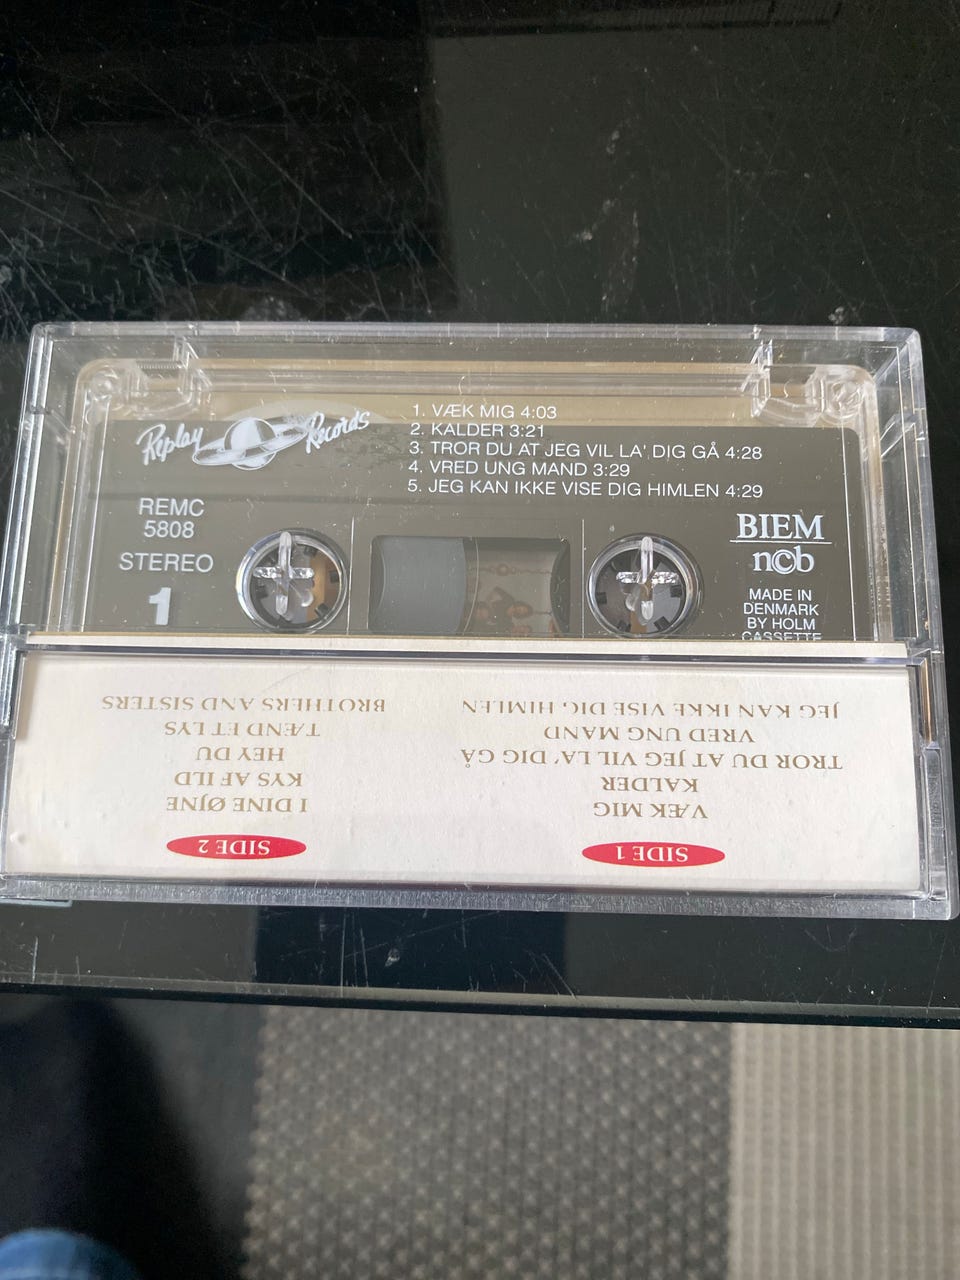 Replay Records
1. VÆK MIG 4:03
2. KALDER 3:21
3. TROR DU AT JEG VIL LA' DIG GÅ 4:28
4. VRED UNG MAND 3:29
5. JEG KAN IKKE VISE DIG HIMLEN 4:29
REMC
5808
STEREO
1
BIEM
n©b
MADE IN
DENMARK
BY HOLM
CASSETTE
SIDE 1
VÆK MIG
KALDER
TROR DU AT JEG VIL LA' DIG GÅ
VRED UNG MAND
JEG KAN IKKE VISE DIG HIMLEN
SIDE 2
I DINE ØJNE
KYS AF ILD
HEY DU
TÆND ET LYS
BROTHERS AND SISTERS